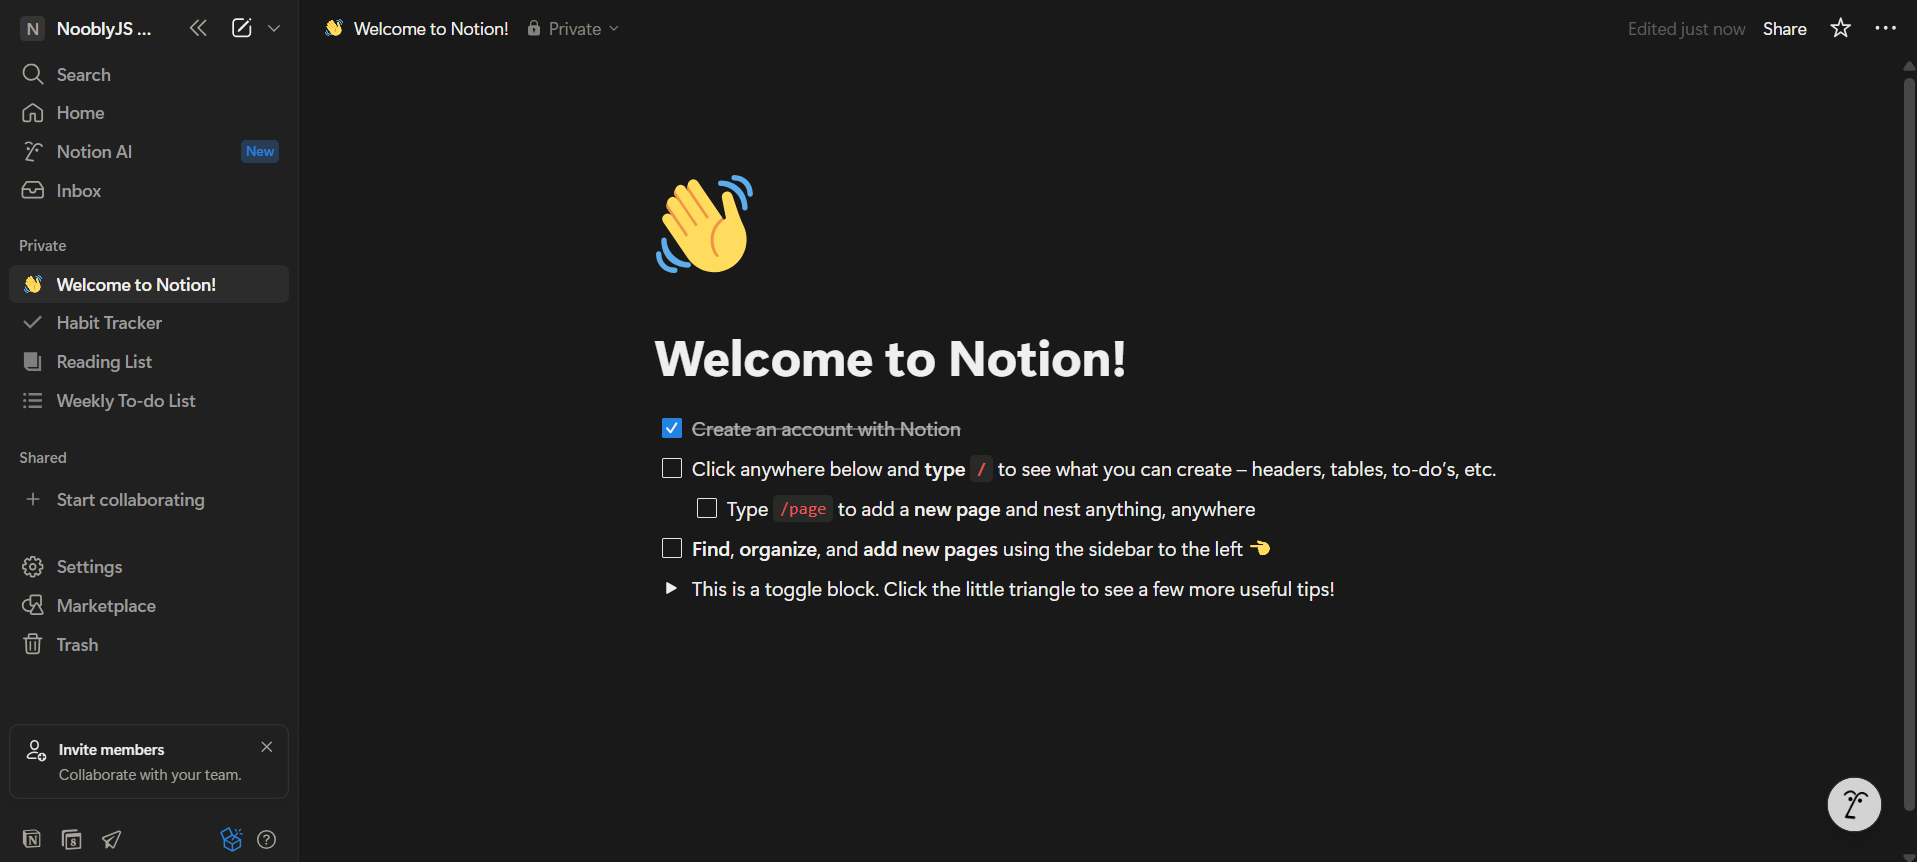 N NooblyJS ...
Search
Home
Notion AI New
Inbox
Private
Welcome to Notion!
Habit Tracker
Reading List
Weekly To-do List
Shared
Start collaborating
Settings
Marketplace
Trash
Invite members
Collaborate with your team.
Welcome to Notion! Private
Edited just now Share
Welcome to Notion!
Create an account with Notion
Click anywhere below and type / to see what you can create – headers, tables, to-do’s, etc.
Type /page to add a new page and nest anything, anywhere
Find, organize, and add new pages using the sidebar to the left
This is a toggle block. Click the little triangle to see a few more useful tips!